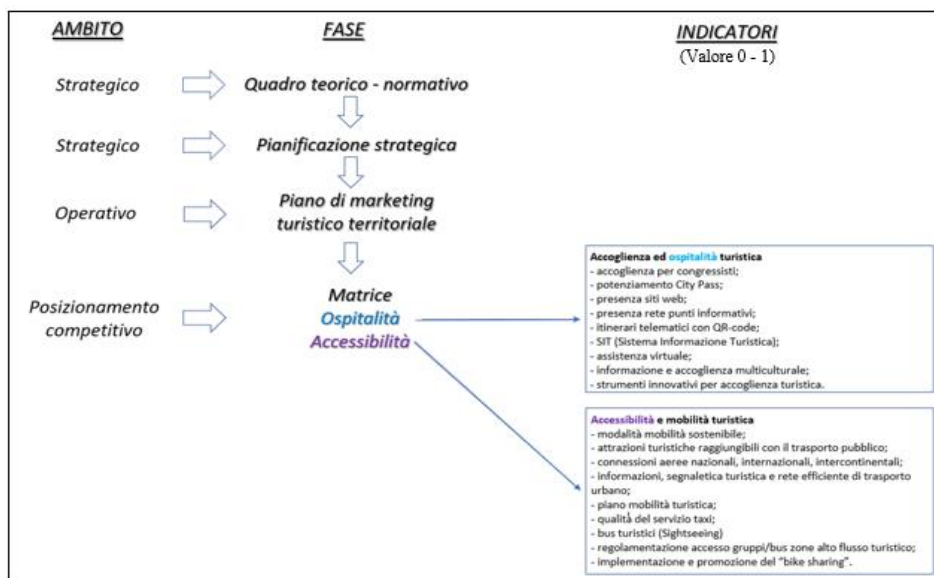 AMBITO
FASE
INDICATORI
(Valore 0 - 1)
Strategico
Quadro teorico - normativo
Strategico
Pianificazione strategica
Operativo
Piano di marketing
turistico territoriale
Posizionamento
competitivo
Matrice
Ospitalità
Accessibilità
Accoglienza ed ospitalità turistica
- accoglienza per congressisti;
- potenziamento City Pass;
- presenza siti web;
- presenza rete punti informativi;
- itinerari telematici con QR-code;
- SIT (Sistema Informazione Turistica);
- assistenza virtuale;
- informazione e accoglienza multiculturale;
- strumenti innovativi per accoglienza turistica.
Accessibilità e mobilità turistica
- modalità mobilità sostenibile;
- attrazioni turistiche raggiungibili con il trasporto pubblico;
- connessioni aeree nazionali, internazionali, intercontinentali;
- informazioni, segnaletica turistica e rete efficiente di trasporto
urbano;
- piano mobilità turistica;
- qualità del servizio taxi;
- bus turistici (Sightseeing)
- regolamentazione accesso gruppi/bus zone alto flusso turistico;
- implementazione e promozione del "bike sharing".